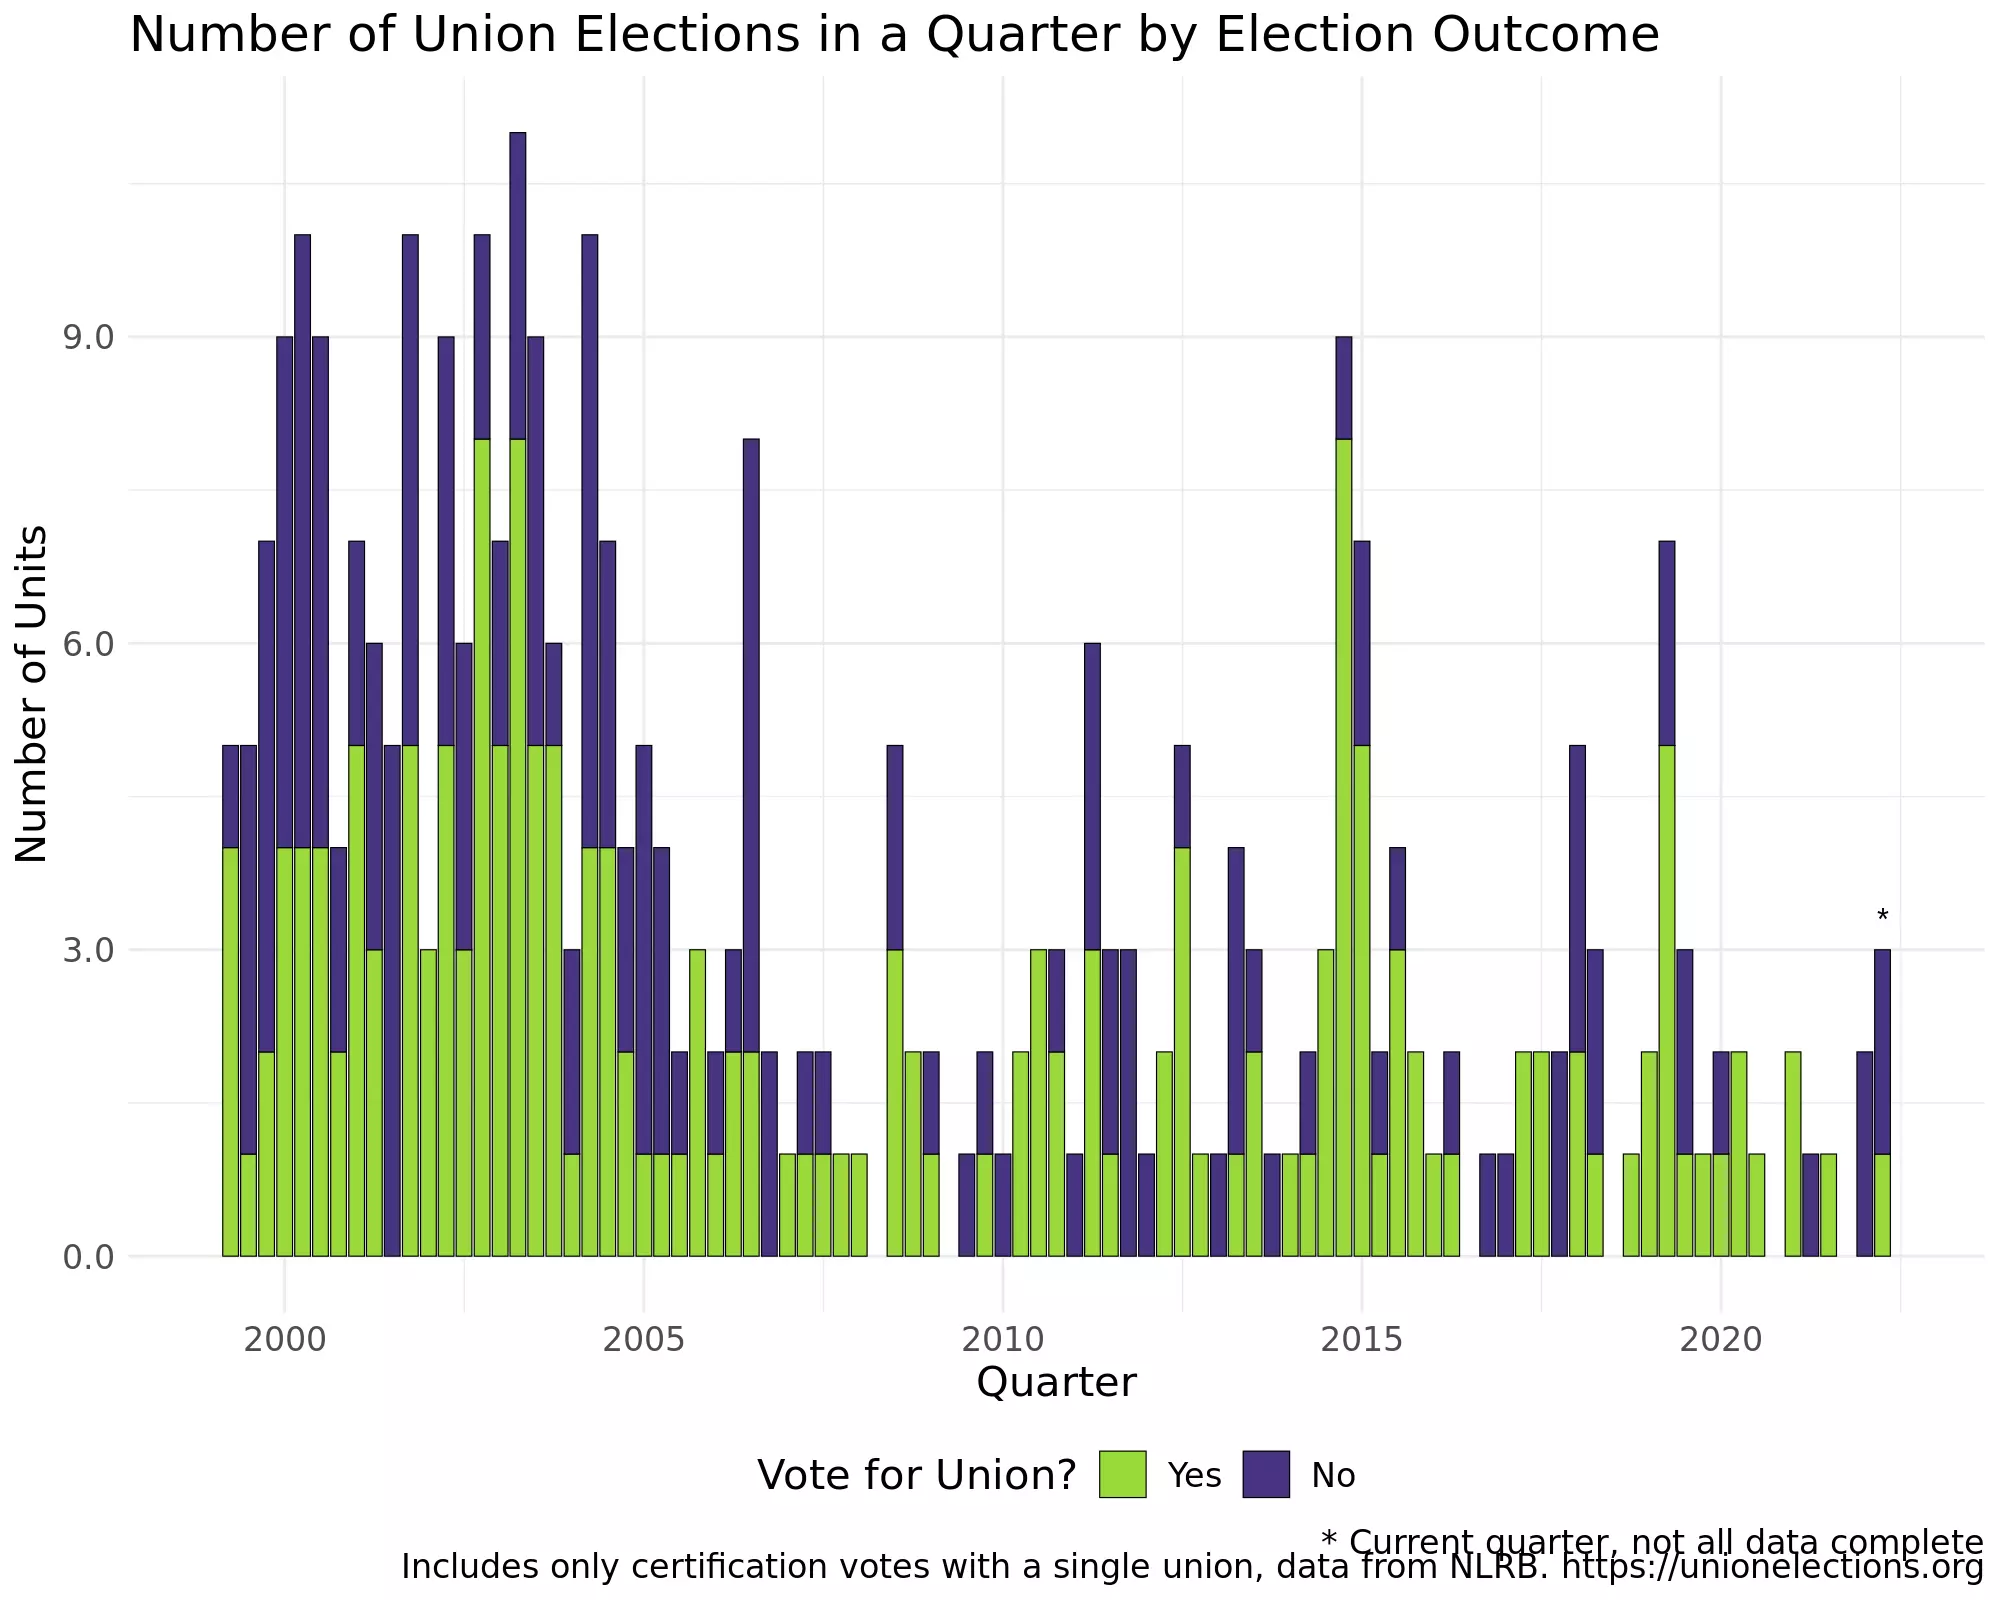 Number of Union Elections in a Quarter by Election Outcome
Number of Units
9.0
6.0
3.0
0.0
*
2000 2005 2010 2015 2020
Quarter
Vote for Union? Yes No
* Current quarter, not all data complete
Includes only certification votes with a single union, data from NLRB. https://unionelections.org